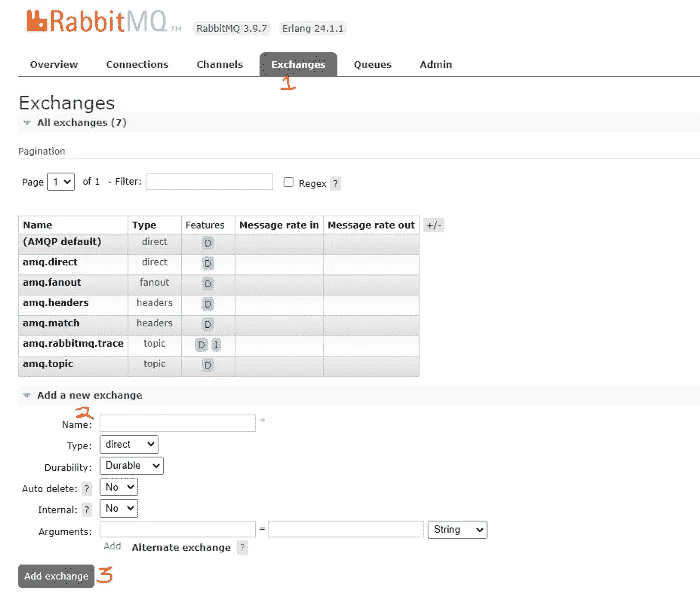 RabbitMQ TM RabbitMQ 3.9.7 Erlang 24.1.1
Overview Connections Channels Exchanges Queues Admin
1
Exchanges
All exchanges (7)
Pagination
Page 1 of 1 - Filter: Regex ?
Name Type Features Message rate in Message rate out +/-
(AMQP default) direct D
amq.direct direct D
amq.fanout fanout D
amq.headers headers D
amq.match headers D
amq.rabbitmq.trace topic D I
amq.topic topic D
Add a new exchange
2
Name: *
Type: direct
Durability: Durable
Auto delete: ? No
Internal: ? No
Arguments: = String
Add Alternate exchange ?
Add exchange 3